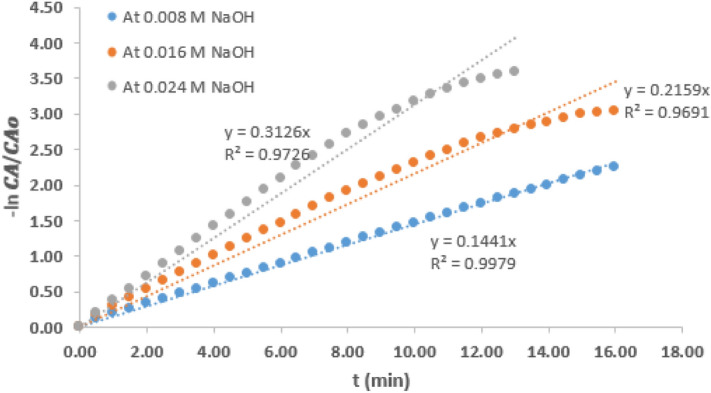 4.50
4.00
3.50
3.00
2.50
2.00
1.50
1.00
0.50
0.00
-ln CA/CAo
At 0.008 M NaOH
At 0.016 M NaOH
At 0.024 M NaOH
y = 0.3126x
R² = 0.9726
y = 0.2159x
R² = 0.9691
y = 0.1441x
R² = 0.9979
0.00 2.00 4.00 6.00 8.00 10.00 12.00 14.00 16.00 18.00
t (min)